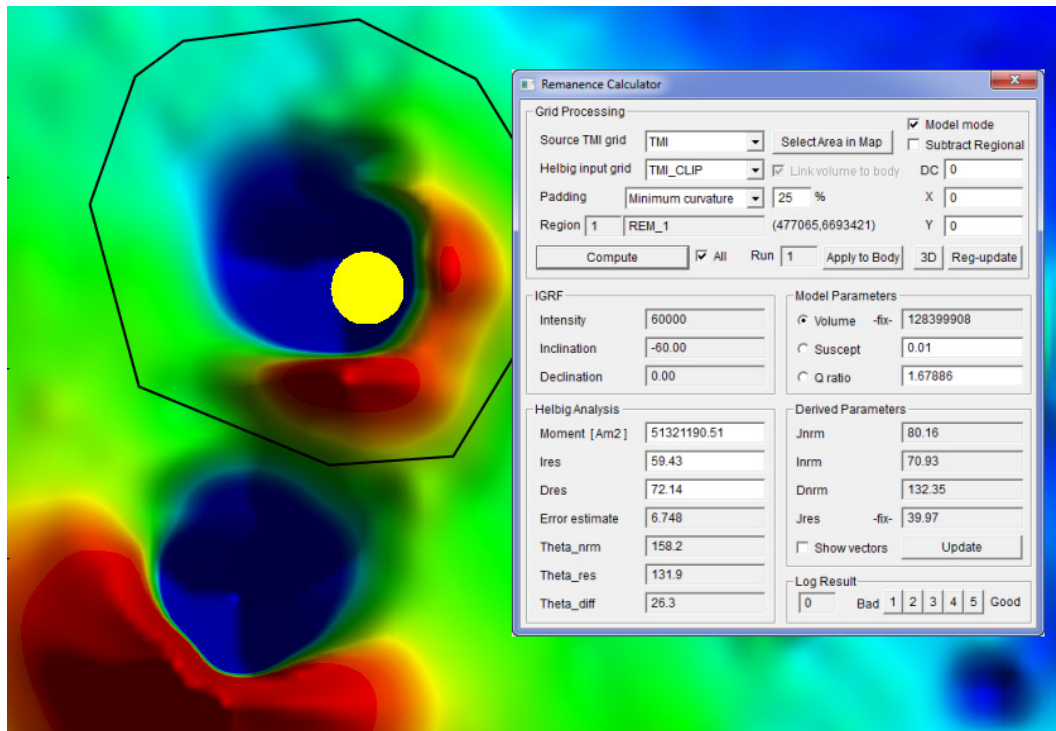 Remanence Calculator
Grid Processing
Model mode
Source TMI grid TMI Select Area in Map Subtract Regional
Helbig input grid TMI_CLIP Link volume to body DC 0
Padding Minimum curvature 25 % X 0
Region 1 REM_1 (477065,6693421) Y 0
Compute All Run 1 Apply to Body 3D Reg-update
IGRF
Intensity 60000
Inclination -60.00
Declination 0.00
Model Parameters
Volume -fix- 128399908
Suscept 0.01
Q ratio 1.67886
Helbig Analysis
Moment [Am2] 51321190.51
Ires 59.43
Dres 72.14
Error estimate 6.748
Theta_nrm 158.2
Theta_res 131.9
Theta_diff 26.3
Derived Parameters
Jnrm 80.16
Inrm 70.93
Dnrm 132.35
Jres -fix- 39.97
Show vectors Update
Log Result
0 Bad 1 2 3 4 5 Good